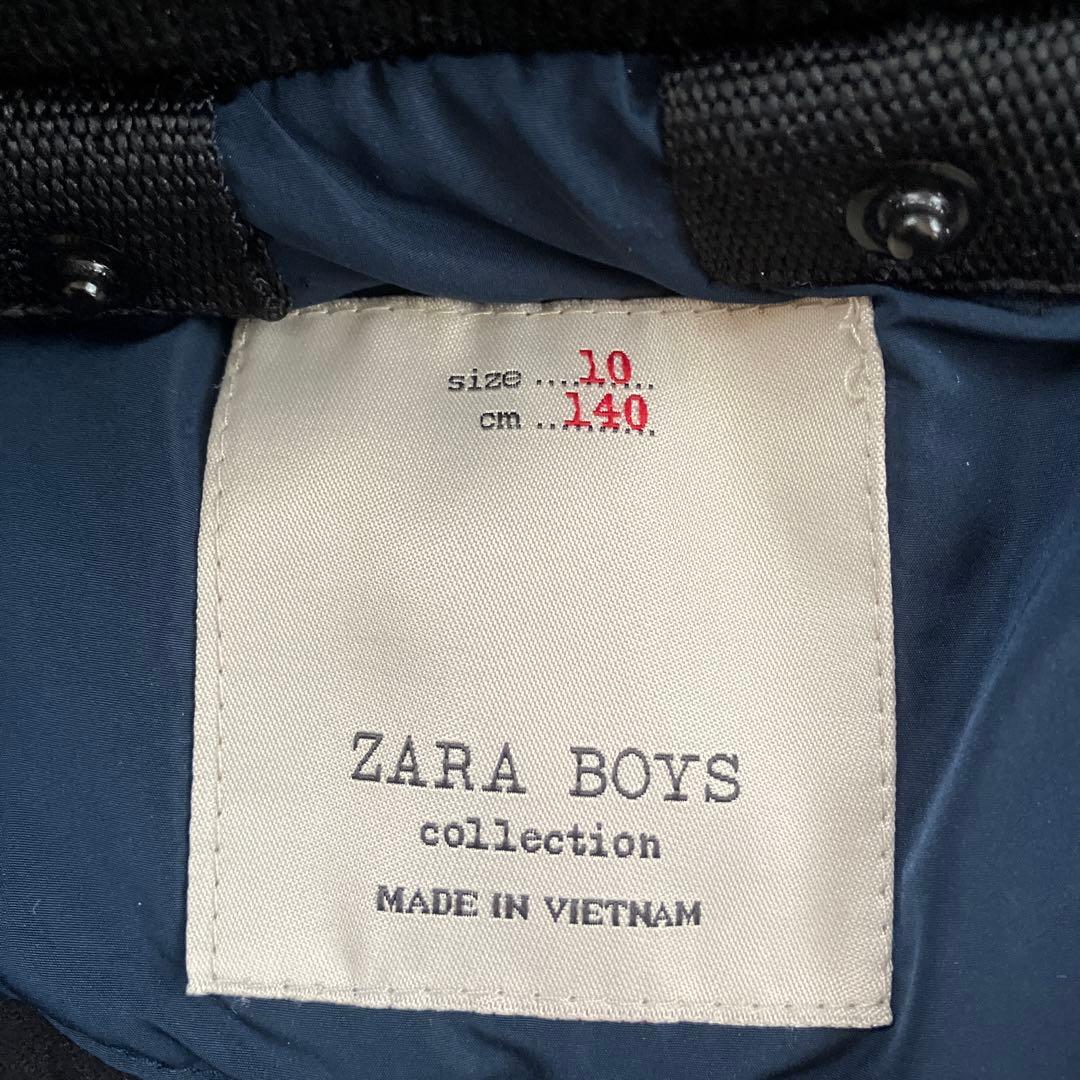 size ....10..
cm ..140.
ZARA BOYS
collection
MADE IN VIETNAM